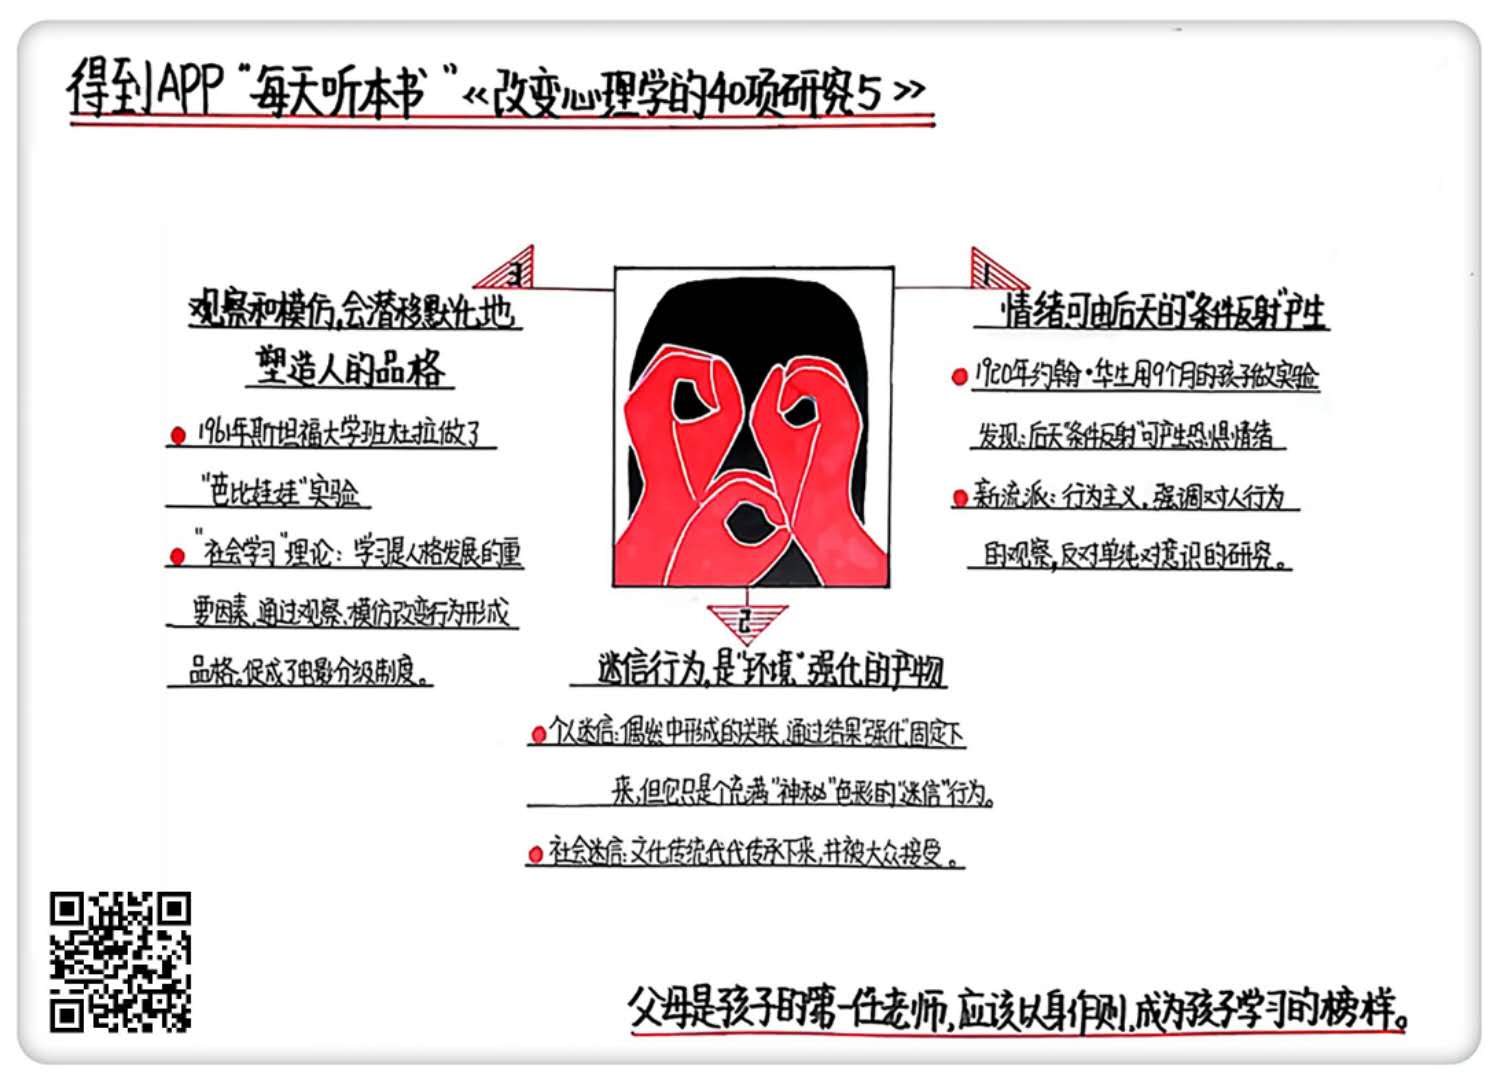 得到APP“每天听本书”《改变心理学的40项研究5》
1
情绪可由后天的“条件反射”产生
1920年约翰·华生用9个月的孩子做实验
发现：后天“条件反射”可产生恐惧情绪
新流派：行为主义，强调对人行为
的观察，反对单纯对意识的研究。
2
迷信行为，是“环境”强化的产物
个人迷信：偶然中形成的关联，通过结果“强化”固定下
来，但它只是个充满“神秘”色彩的“迷信”行为。
社会迷信：文化传统代代传承下来，并被大众接受。
3
观察和模仿，会潜移默化地
塑造人的品格
1961年斯坦福大学班杜拉做了
“芭比娃娃”实验
“社会学习”理论：学习是人格发展的重
要因素，通过观察、模仿改变行为形成
品格。促成了电影分级制度。
父母是孩子的第一任老师，应该以身作则，成为孩子学习的榜样。